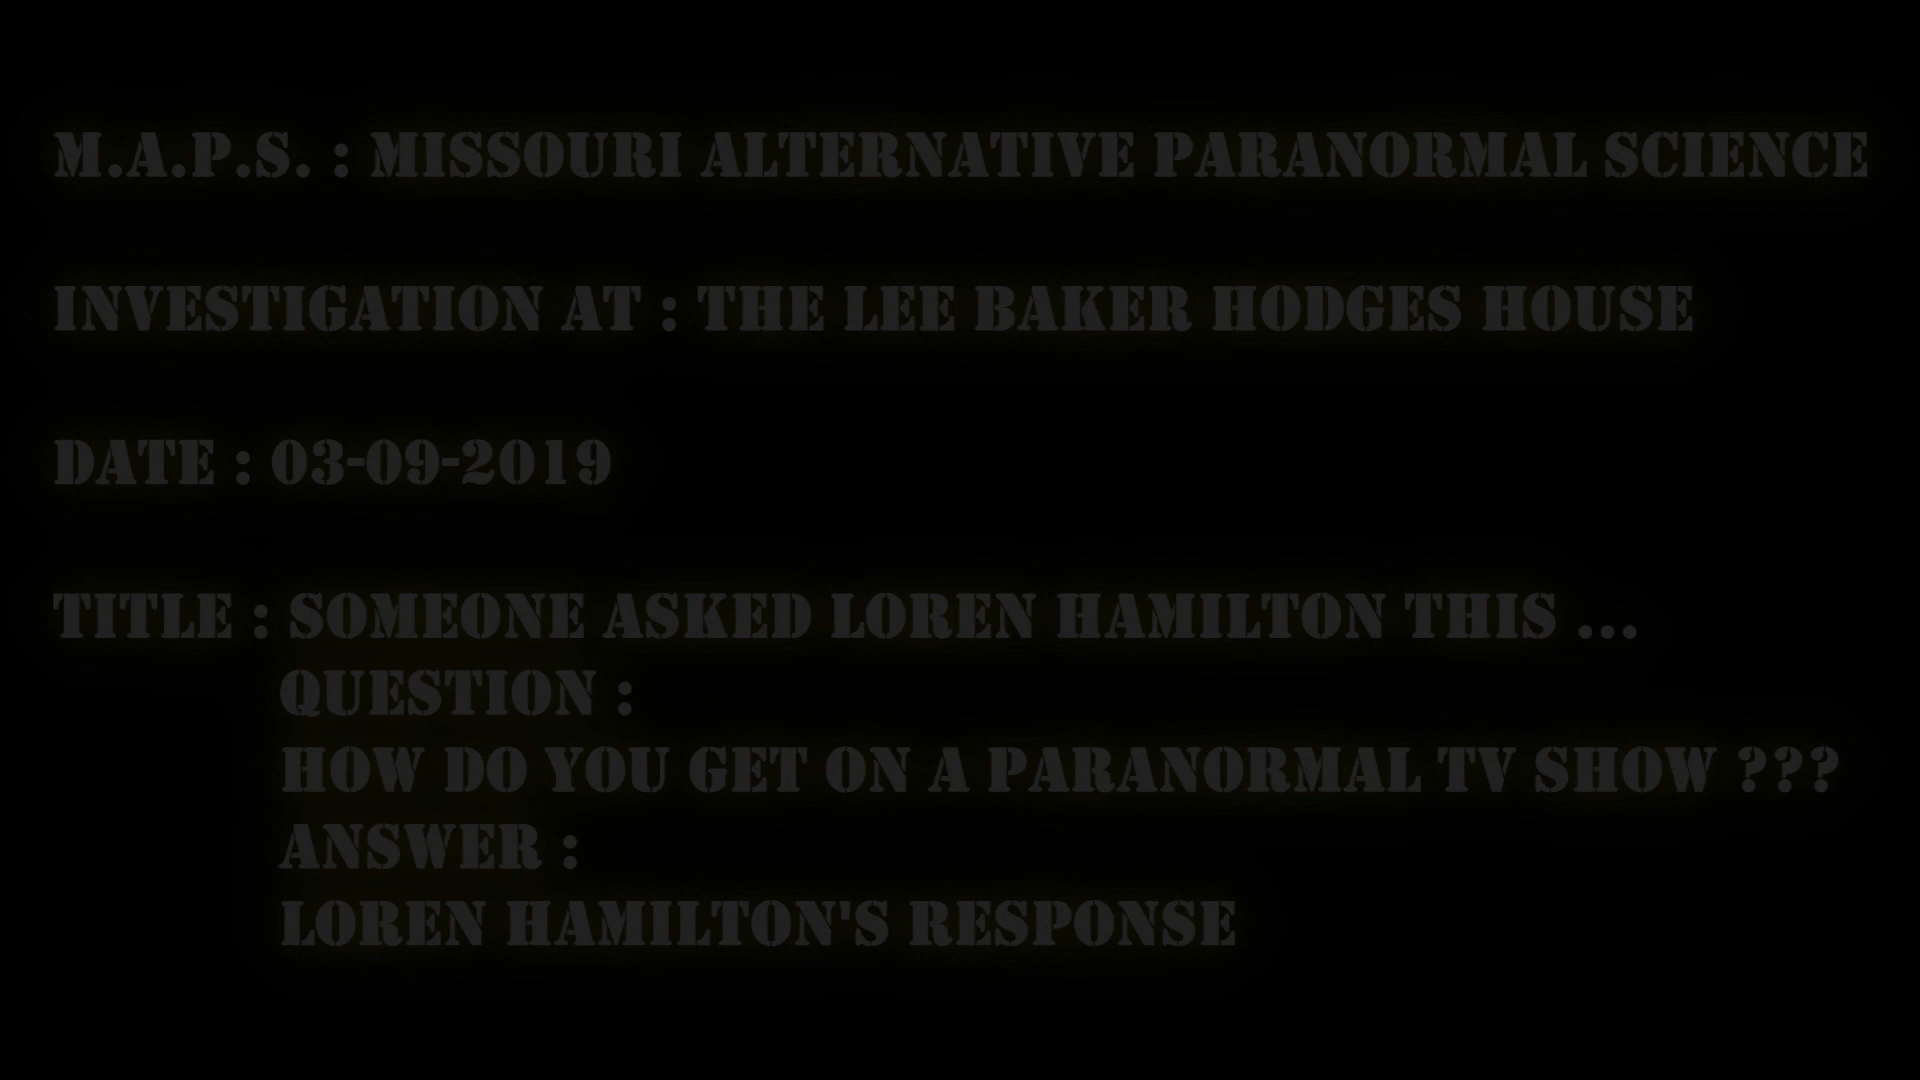 M.A.P.S. : MISSOURI ALTERNATIVE PARANORMAL SCIENCE
INVESTIGATION AT : THE LEE BAKER HODGES HOUSE
DATE : 03-09-2019
TITLE : SOMEONE ASKED LOREN HAMILTON THIS ...
QUESTION :
HOW DO YOU GET ON A PARANORMAL TV SHOW ???
ANSWER :
LOREN HAMILTON'S RESPONSE